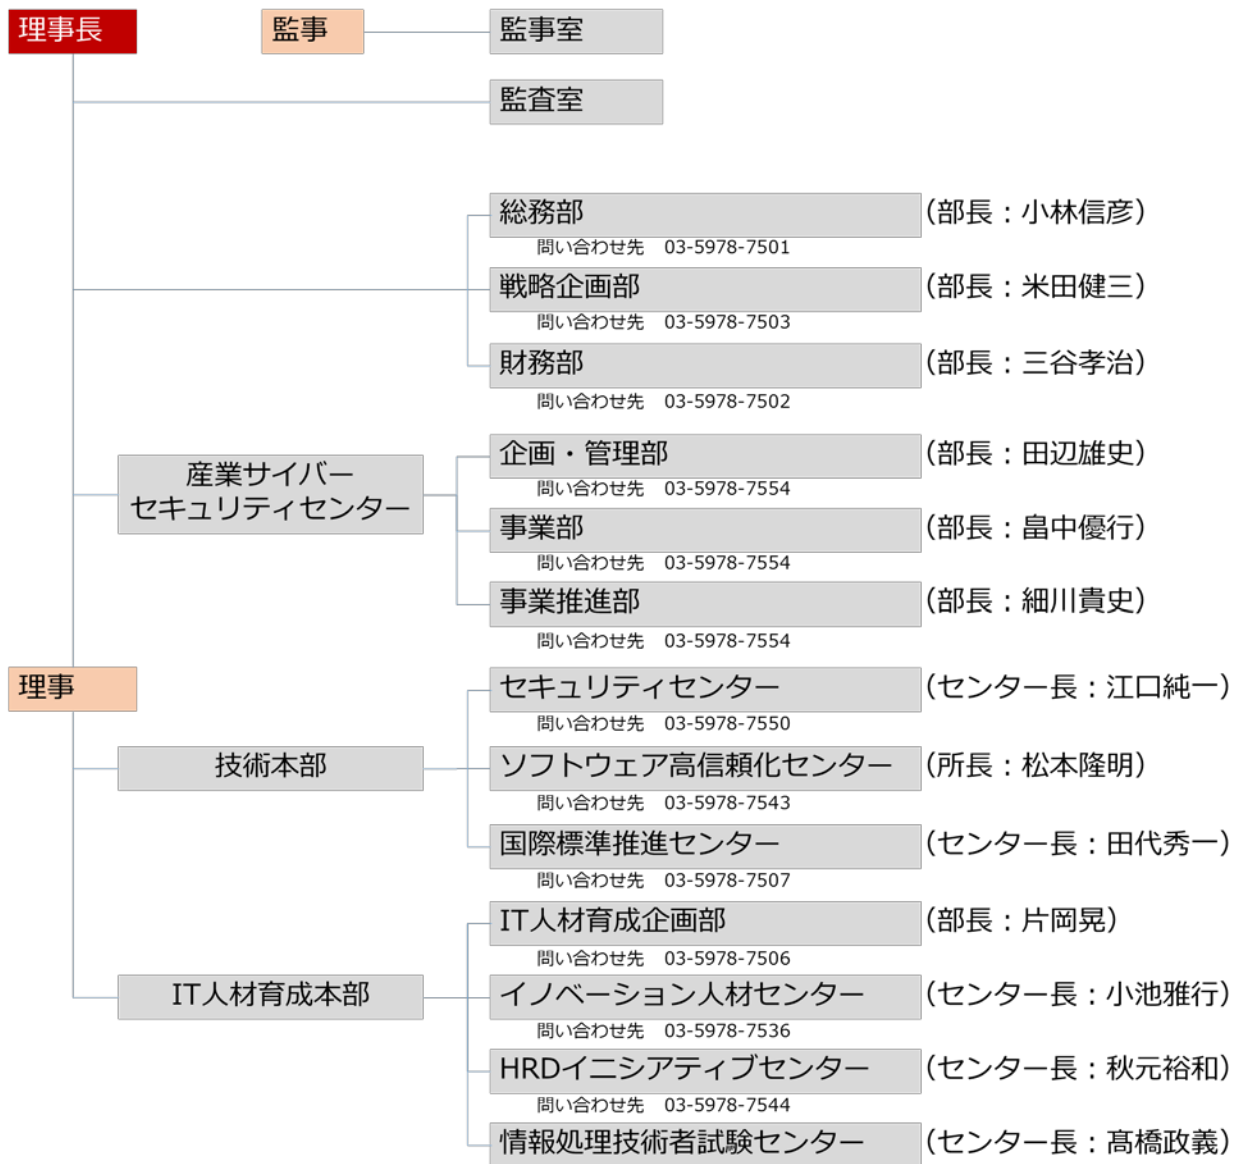 理事長
監事
監事室
監査室
総務部 (部長：小林信彦)
問い合わせ先 03-5978-7501
戦略企画部 (部長：米田健三)
問い合わせ先 03-5978-7503
財務部 (部長：三谷孝治)
問い合わせ先 03-5978-7502
産業サイバー
セキュリティセンター
企画・管理部 (部長：田辺雄史)
問い合わせ先 03-5978-7554
事業部 (部長：畠中優行)
問い合わせ先 03-5978-7554
事業推進部 (部長：細川貴史)
問い合わせ先 03-5978-7554
理事
技術本部
セキュリティセンター (センター長：江口純一)
問い合わせ先 03-5978-7550
ソフトウェア高信頼化センター (所長：松本隆明)
問い合わせ先 03-5978-7543
国際標準推進センター (センター長：田代秀一)
問い合わせ先 03-5978-7507
IT人材育成本部
IT人材育成企画部 (部長：片岡晃)
問い合わせ先 03-5978-7506
イノベーション人材センター (センター長：小池雅行)
問い合わせ先 03-5978-7536
HRDイニシアティブセンター (センター長：秋元裕和)
問い合わせ先 03-5978-7544
情報処理技術者試験センター (センター長：髙橋政義)